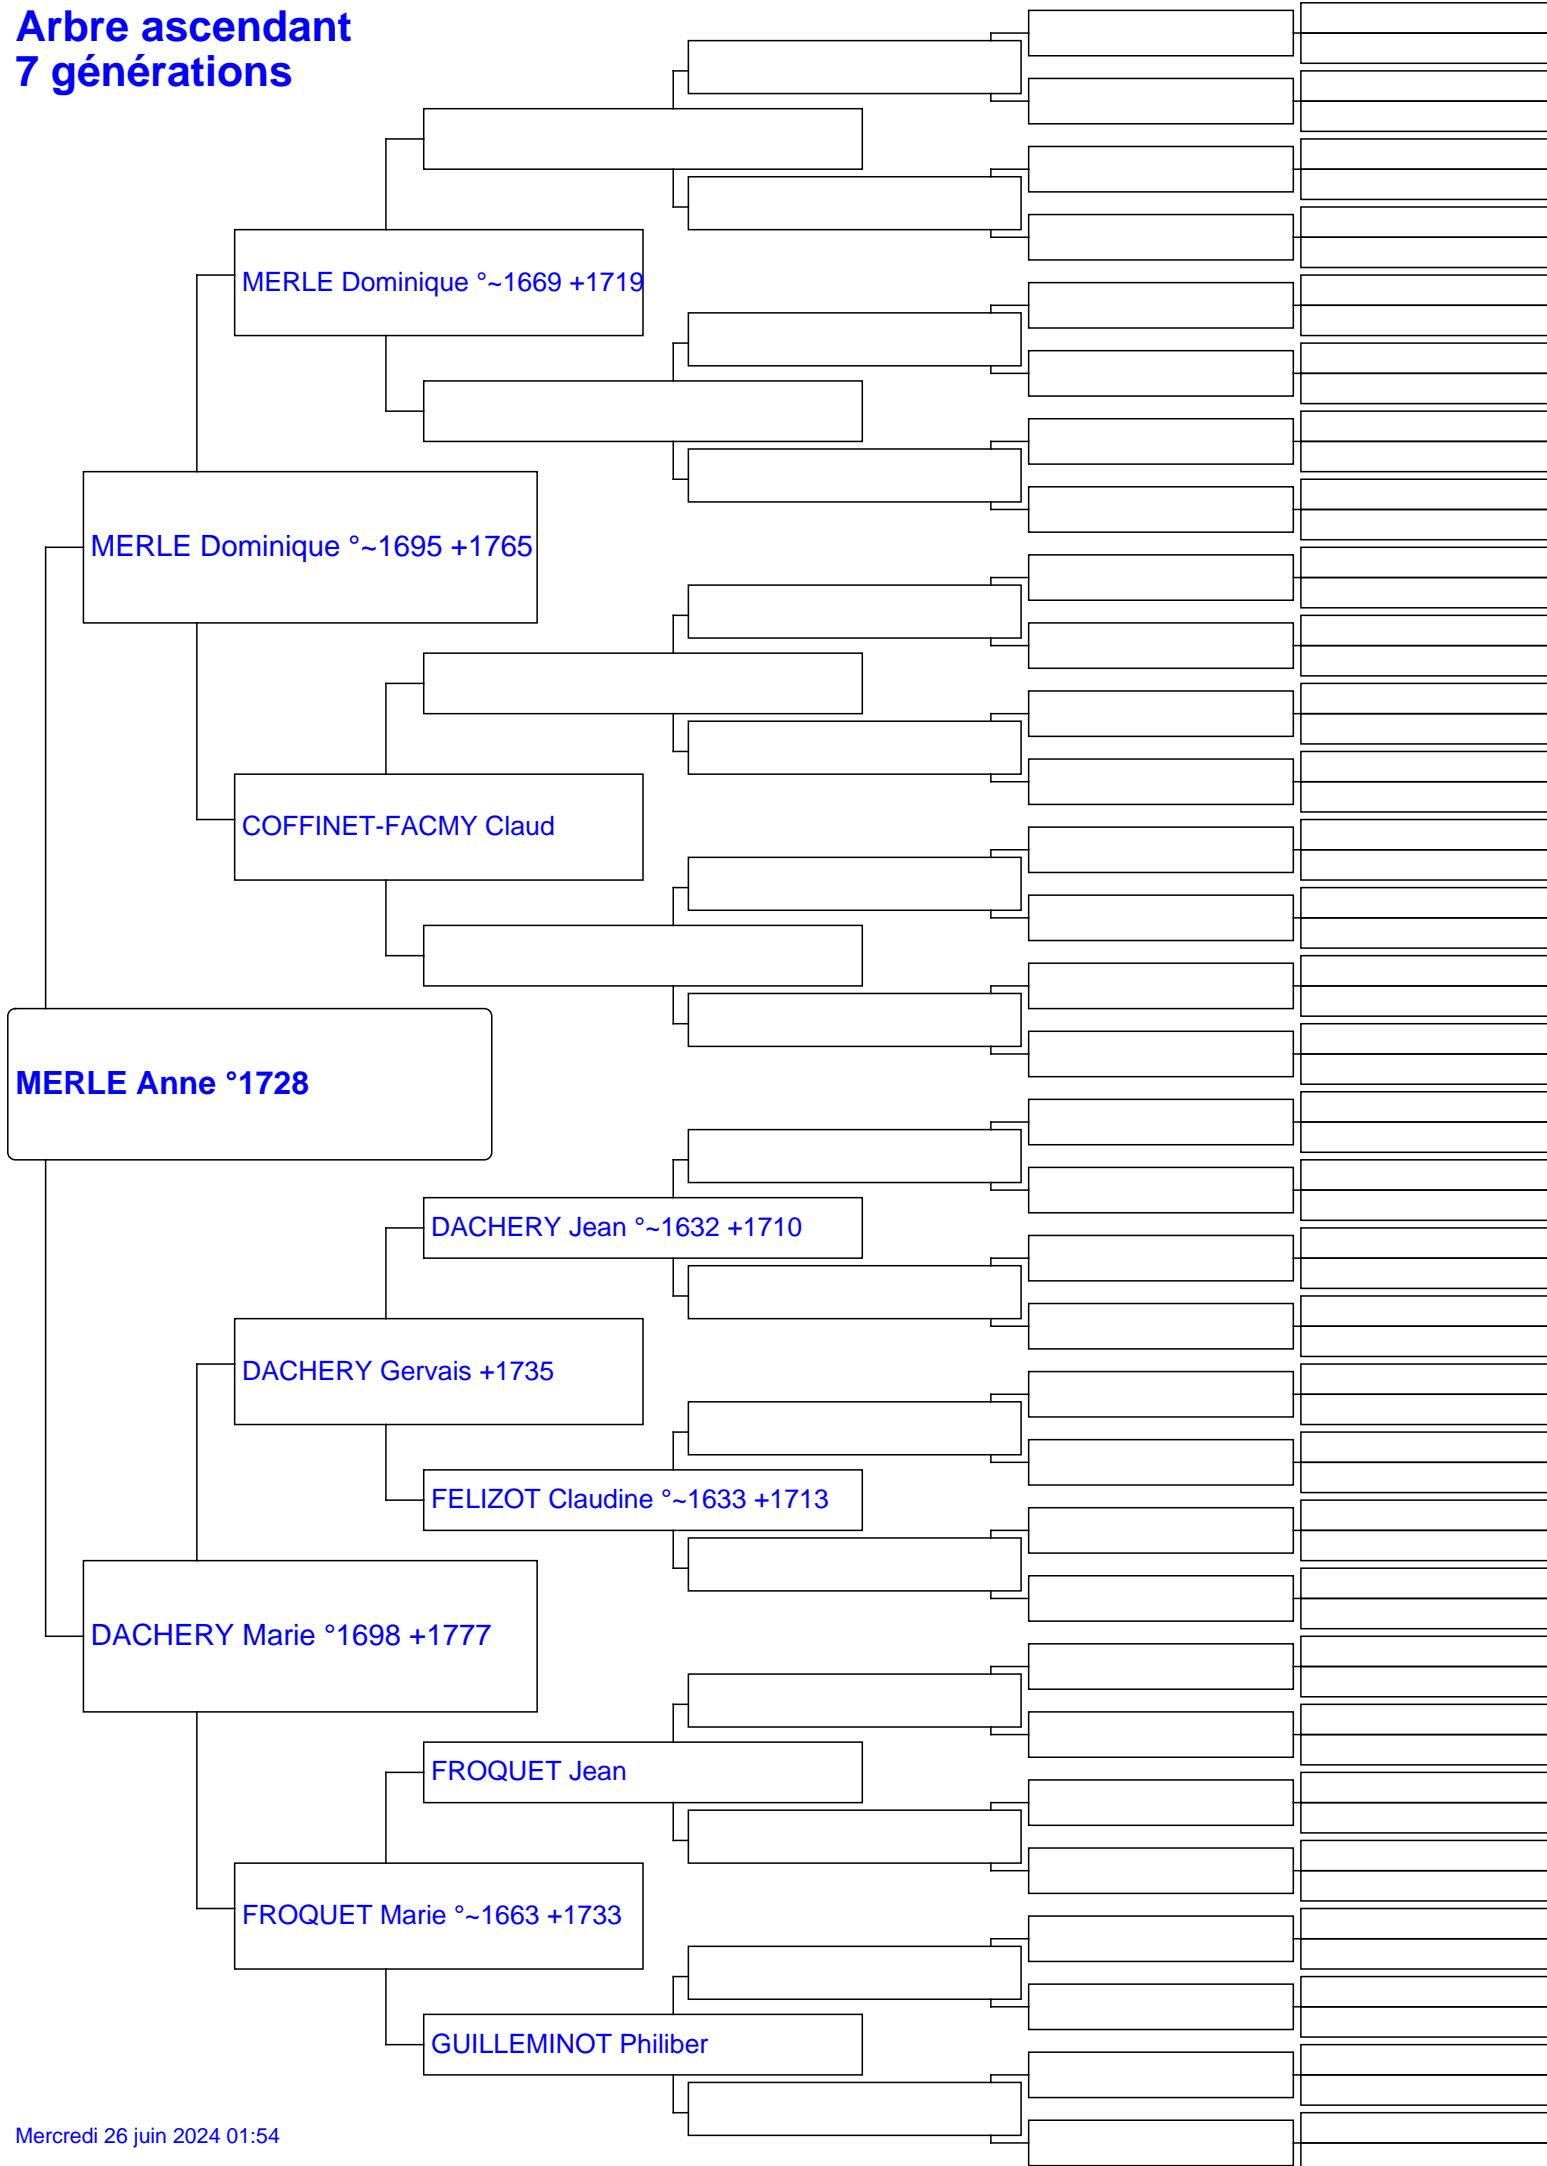 Arbre ascendant
7 générations
MERLE Dominique °~1669 +1719
MERLE Dominique °~1695 +1765
COFFINET-FACMY Claud
MERLE Anne °1728
DACHERY Jean °~1632 +1710
DACHERY Gervais +1735
FELIZOT Claudine °~1633 +1713
DACHERY Marie °1698 +1777
FROQUET Jean
FROQUET Marie °~1663 +1733
GUILLEMINOT Philiber
Mercredi 26 juin 2024 01:54